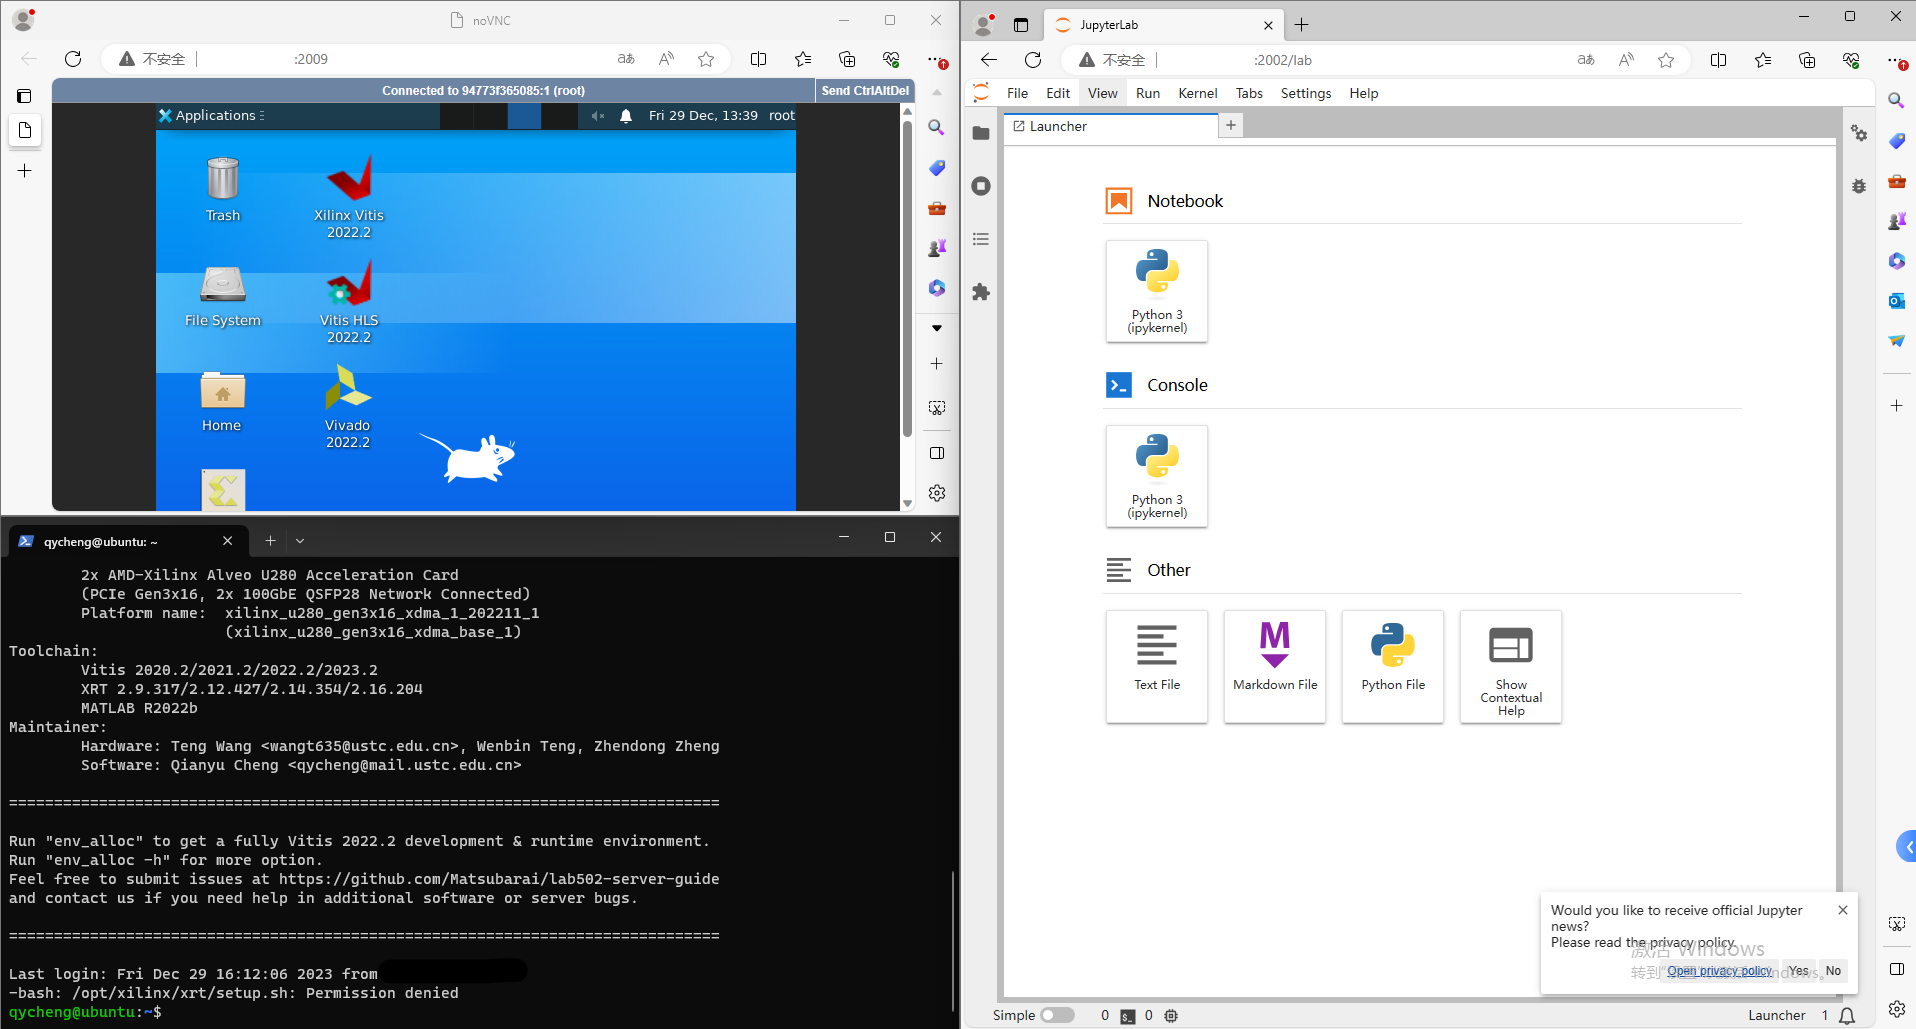 noVNC
不安全
:2009
Connected to 94773f365085:1 (root)
Send CtrlAltDel
Applications
Fri 29 Dec, 13:39
root
Trash
Xilinx Vitis
2022.2
File System
Vitis HLS
2022.2
Home
Vivado
2022.2
qycheng@ubuntu: ~
2x AMD-Xilinx Alveo U280 Acceleration Card
(PCIe Gen3x16, 2x 100GbE QSFP28 Network Connected)
Platform name:  xilinx_u280_gen3x16_xdma_1_202211_1
(xilinx_u280_gen3x16_xdma_base_1)
Toolchain:
Vitis 2020.2/2021.2/2022.2/2023.2
XRT 2.9.317/2.12.427/2.14.354/2.16.204
MATLAB R2022b
Maintainer:
Hardware: Teng Wang <wangt635@ustc.edu.cn>, Wenbin Teng, Zhendong Zheng
Software: Qianyu Cheng <qycheng@mail.ustc.edu.cn>
===============================================================================
Run "env_alloc" to get a fully Vitis 2022.2 development & runtime environment.
Run "env_alloc -h" for more option.
Feel free to submit issues at https://github.com/Matsubarai/lab502-server-guide
and contact us if you need help in additional software or server bugs.
===============================================================================
Last login: Fri Dec 29 16:12:06 2023 from
-bash: /opt/xilinx/xrt/setup.sh: Permission denied
qycheng@ubuntu:~$
JupyterLab
不安全
:2002/lab
File Edit View Run Kernel Tabs Settings Help
Launcher
Notebook
Python 3
(ipykernel)
Console
Python 3
(ipykernel)
Other
Text File
Markdown File
Python File
Show
Contextual
Help
Would you like to receive official Jupyter
news?
Please read the privacy policy.
激活 Windows
Open privacy policy
Yes
No
Simple
0
0
Launcher
1